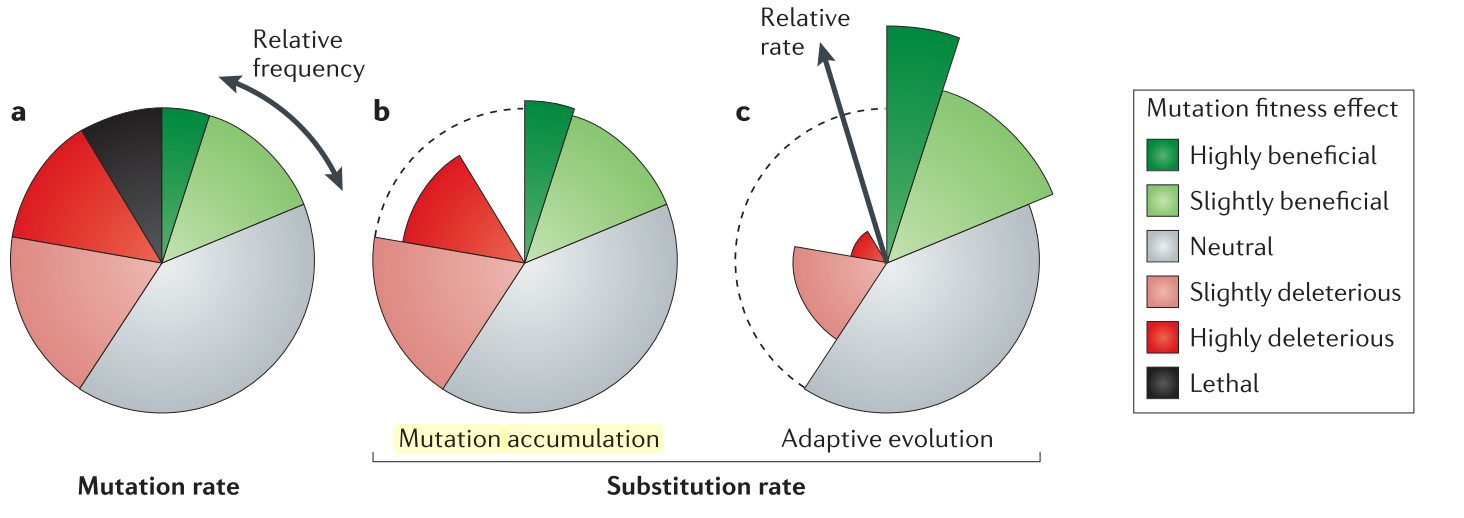 a
Relative
frequency
b
Relative
rate
c
Mutation fitness effect
Highly beneficial
Slightly beneficial
Neutral
Slightly deleterious
Highly deleterious
Lethal
Mutation accumulation
Adaptive evolution
Mutation rate
Substitution rate